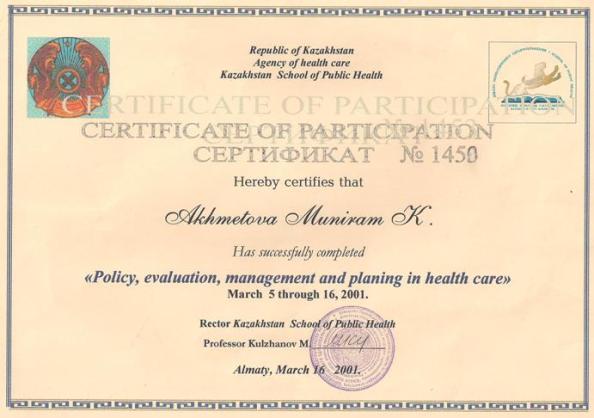 Republic of Kazakhstan
Agency of health care
Kazakhstan School of Public Health
CERTIFICATE OF PARTICIPATION
СЕРТИФИКАТ № 1450
Hereby certifies that
Akhmetova Muniram K.
Has successfully completed
«Policy, evaluation, management and planing in health care»
March 5 through 16, 2001.
Rector Kazakhstan School of Public Health
Professor Kulzhanov M.
Almaty, March 16 2001.